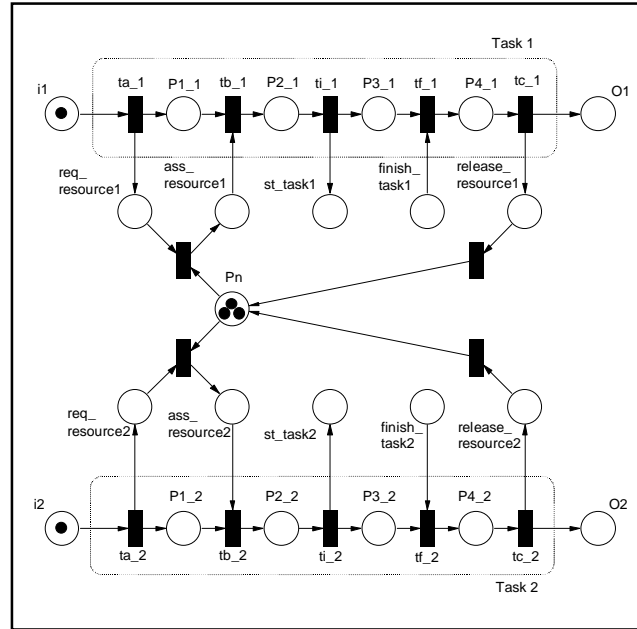 Task 1
ta_1 P1_1 tb_1 P2_1 ti_1 P3_1 tf_1 P4_1 tc_1
i1 O1
req_ ass_ finish_ release_
resource1 resource1 st_task1 task1 resource1
Pn
req_ ass_ finish_ release_
resource2 resource2 st_task2 task2 resource2
i2 P1_2 P2_2 P3_2 P4_2 O2
ta_2 tb_2 ti_2 tf_2 tc_2
Task 2